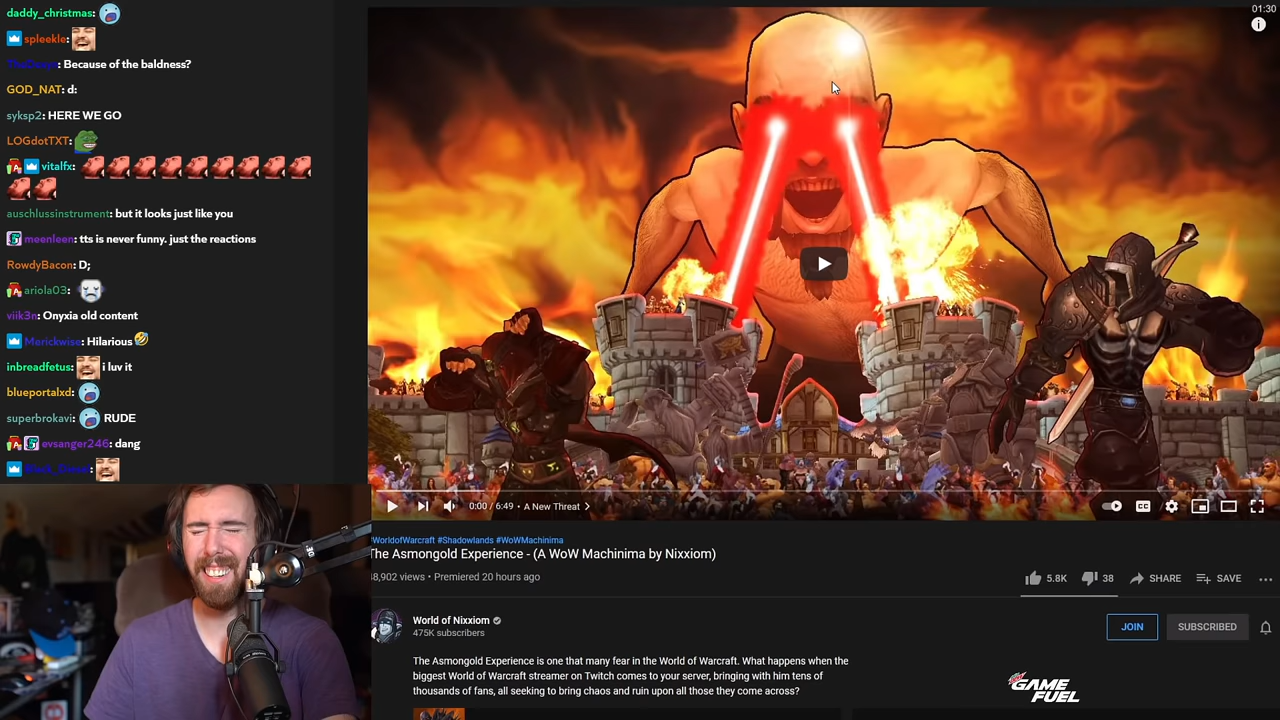 daddy_christmas:
spleekle:
: Because of the baldness?
GOD_NAT: d:
syksp2: HERE WE GO
LOGdotTXT:
vitalfx:
auschlussinstrument: but it looks just like you
meenleen: tts is never funny. just the reactions
RowdyBacon: D;
ariola03:
viik3n: Onyxia old content
Merickwise: Hilarious
inbreadfetus: i luv it
blueportalxd:
superbrokavi: RUDE
evsanger246: dang
01:30
0:00 / 6:49 • A New Threat
CC
WorldofWarcraft #Shadowlands #WoWMachinima
The Asmongold Experience - (A WoW Machinima by Nixxiom)
8,902 views • Premiered 20 hours ago
5.8K
38
SHARE
SAVE
World of Nixxiom
475K subscribers
JOIN
SUBSCRIBED
The Asmongold Experience is one that many fear in the World of Warcraft. What happens when the
biggest World of Warcraft streamer on Twitch comes to your server, bringing with him tens of
thousands of fans, all seeking to bring chaos and ruin upon all those they come across?
GAME
FUEL